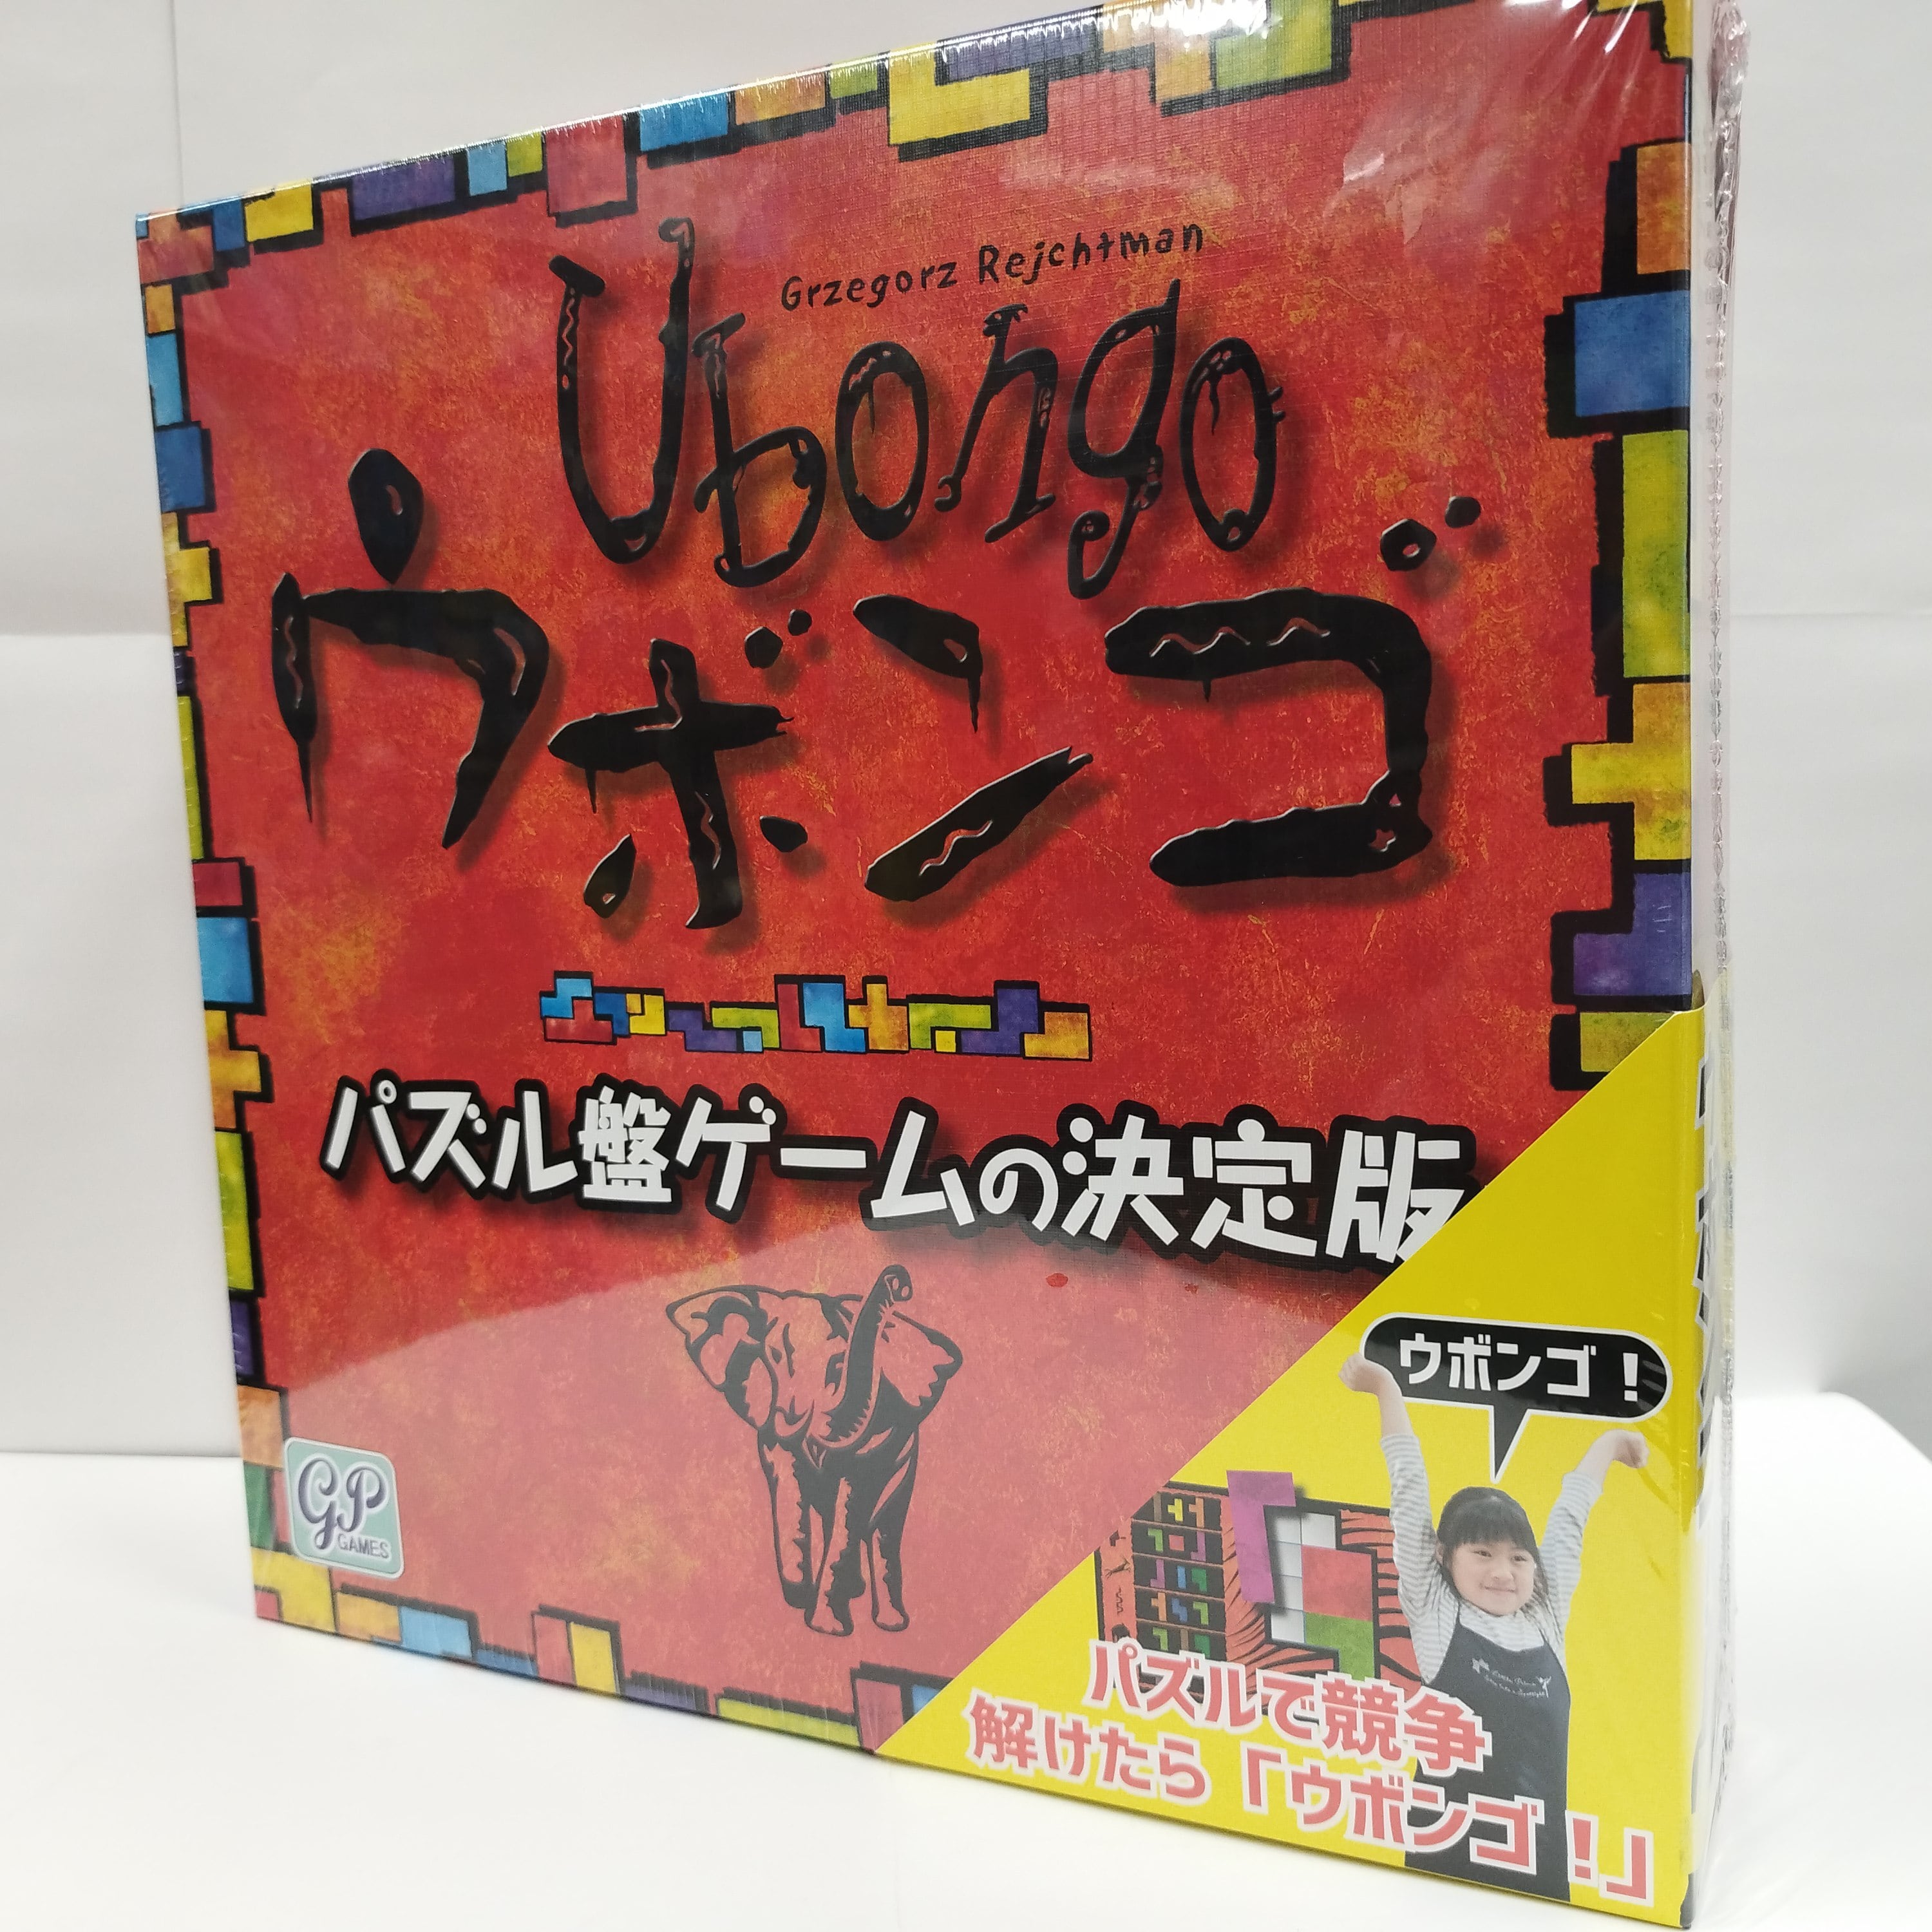 Grzegorz Rejchtman
Ubongo
ウボンゴ
パズル盤ゲームの決定版
ウボンゴ!
GP
GAMES
パズルで競争
解けたら「ウボンゴ!」